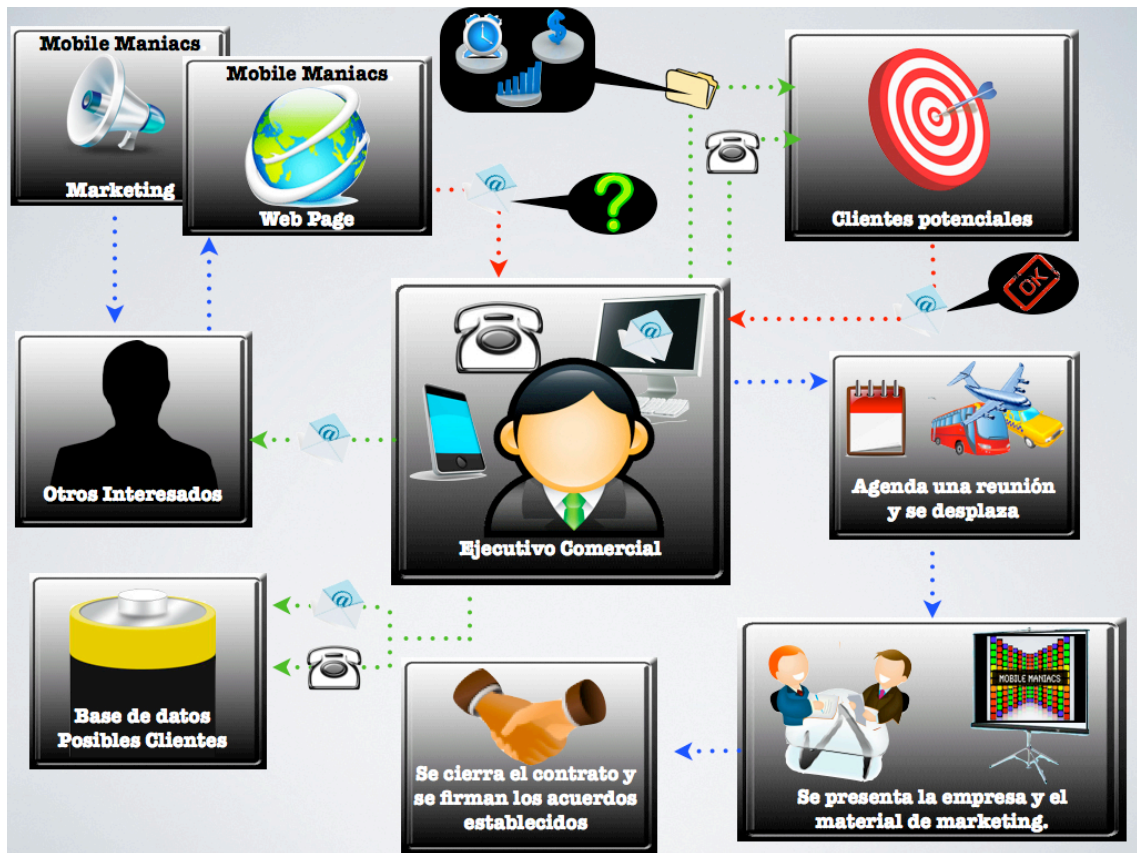 Mobile Maniacs
Marketing
Mobile Maniacs
Web Page
$
@
?
Clientes potenciales
OK
@
@
Otros Interesados
@
Ejecutivo Comercial
Agenda una reunión
y se desplaza
@
Base de datos
Posibles Clientes
Se cierra el contrato y
se firman los acuerdos
establecidos
MOBILE MANIACS
Se presenta la empresa y el
material de marketing.